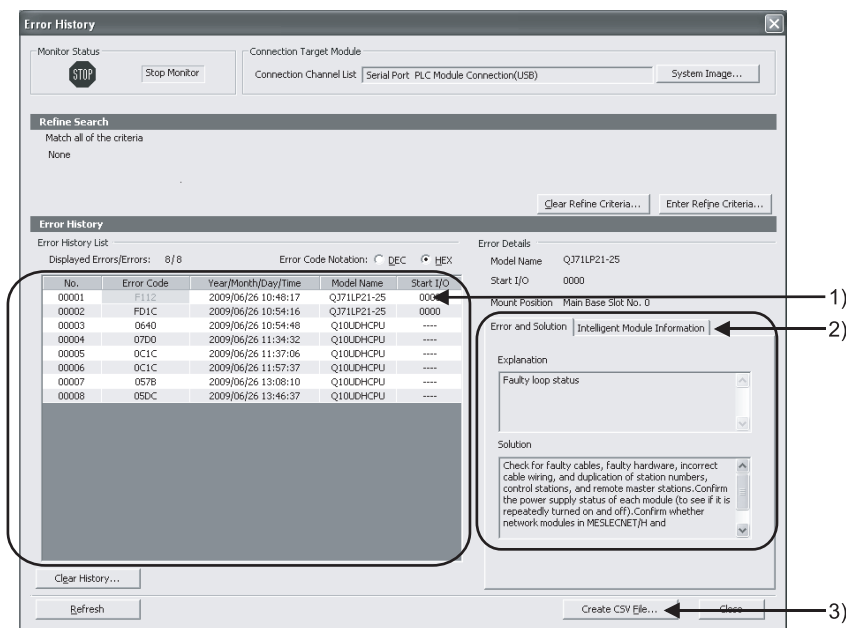 Error History
Monitor Status
STOP
Stop Monitor
Connection Target Module
Connection Channel List
Serial Port PLC Module Connection(USB)
System Image...
Refine Search
Match all of the criteria
None
Clear Refine Criteria...
Enter Refine Criteria...
Error History
Error History List
Displayed Errors/Errors: 8/8
Error Code Notation: DEC HEX
No. Error Code Year/Month/Day/Time Model Name Start I/O
00001 F112 2009/06/26 10:48:17 QJ71LP21-25 0000
00002 FD1C 2009/06/26 10:54:16 QJ71LP21-25 0000
00003 0640 2009/06/26 10:54:48 Q10UDHCPU ----
00004 07D0 2009/06/26 11:34:32 Q10UDHCPU ----
00005 0C1C 2009/06/26 11:37:06 Q10UDHCPU ----
00006 0C1C 2009/06/26 11:57:37 Q10UDHCPU ----
00007 057B 2009/06/26 13:08:10 Q10UDHCPU ----
00008 05DC 2009/06/26 13:46:37 Q10UDHCPU ----
Clear History...
Refresh
Error Details
Model Name QJ71LP21-25
Start I/O 0000
Mount Position Main Base Slot No. 0
1)
Error and Solution
Intelligent Module Information
2)
Explanation
Faulty loop status
Solution
Check for faulty cables, faulty hardware, incorrect
cable wiring, and duplication of station numbers,
control stations, and remote master stations.Confirm
the power supply status of each module (to see if it is
repeatedly turned on and off).Confirm whether
network modules in MESLECNET/H and
Create CSV File...
Close
3)